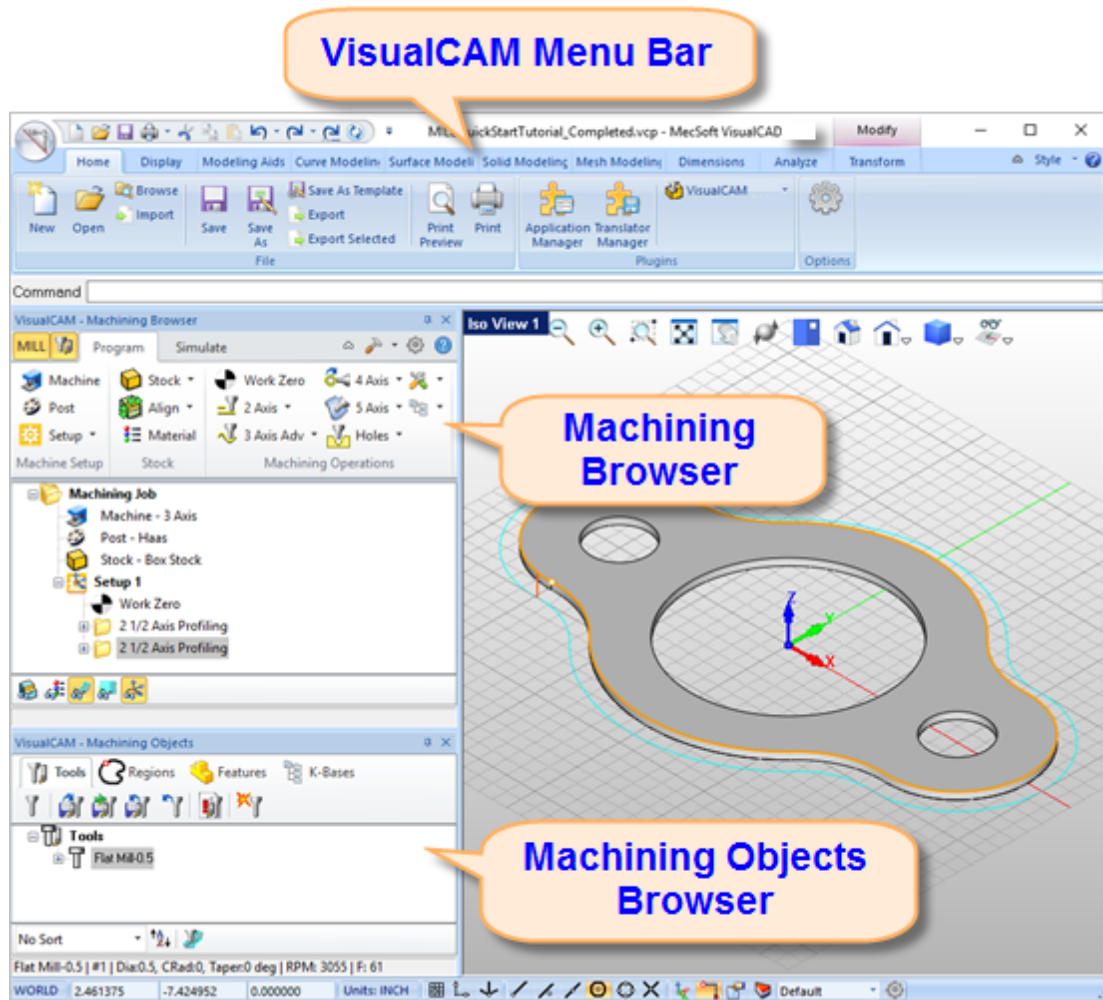 VisualCAM Menu Bar
QuickStartTutorial_Completed.vcp - MecSoft VisualCAD
Modify
Home Display Modeling Aids Curve Modelin Surface Modeli Solid Modeling Mesh Modeling Dimensions Analyze Transform Style
New
Open
Browse
Import
Save
Save
As
Save As Template
Export
Export Selected
Print
Preview
Print
Application
Manager
Translator
Manager
VisualCAM
File
Plugins
Options
Command
VisualCAM - Machining Browser
MILL Program Simulate
Machine Stock Work Zero 4 Axis
Post Align 2 Axis 5 Axis
Setup Material 3 Axis Adv Holes
Machine Setup Stock Machining Operations
Machining Job
Machine - 3 Axis
Post - Haas
Stock - Box Stock
Setup 1
Work Zero
2 1/2 Axis Profiling
2 1/2 Axis Profiling
Iso View 1
Machining
Browser
Z
Y
X
VisualCAM - Machining Objects
Tools Regions Features K-Bases
Tools
Flat Mill-0.5
Machining Objects
Browser
No Sort
Flat Mill-0.5 | #1 | Dia:0.5, CRad:0, Taper:0 deg | RPM: 3055 | F: 61
WORLD 2.461375 -7.424952 0.000000 Units: INCH Default